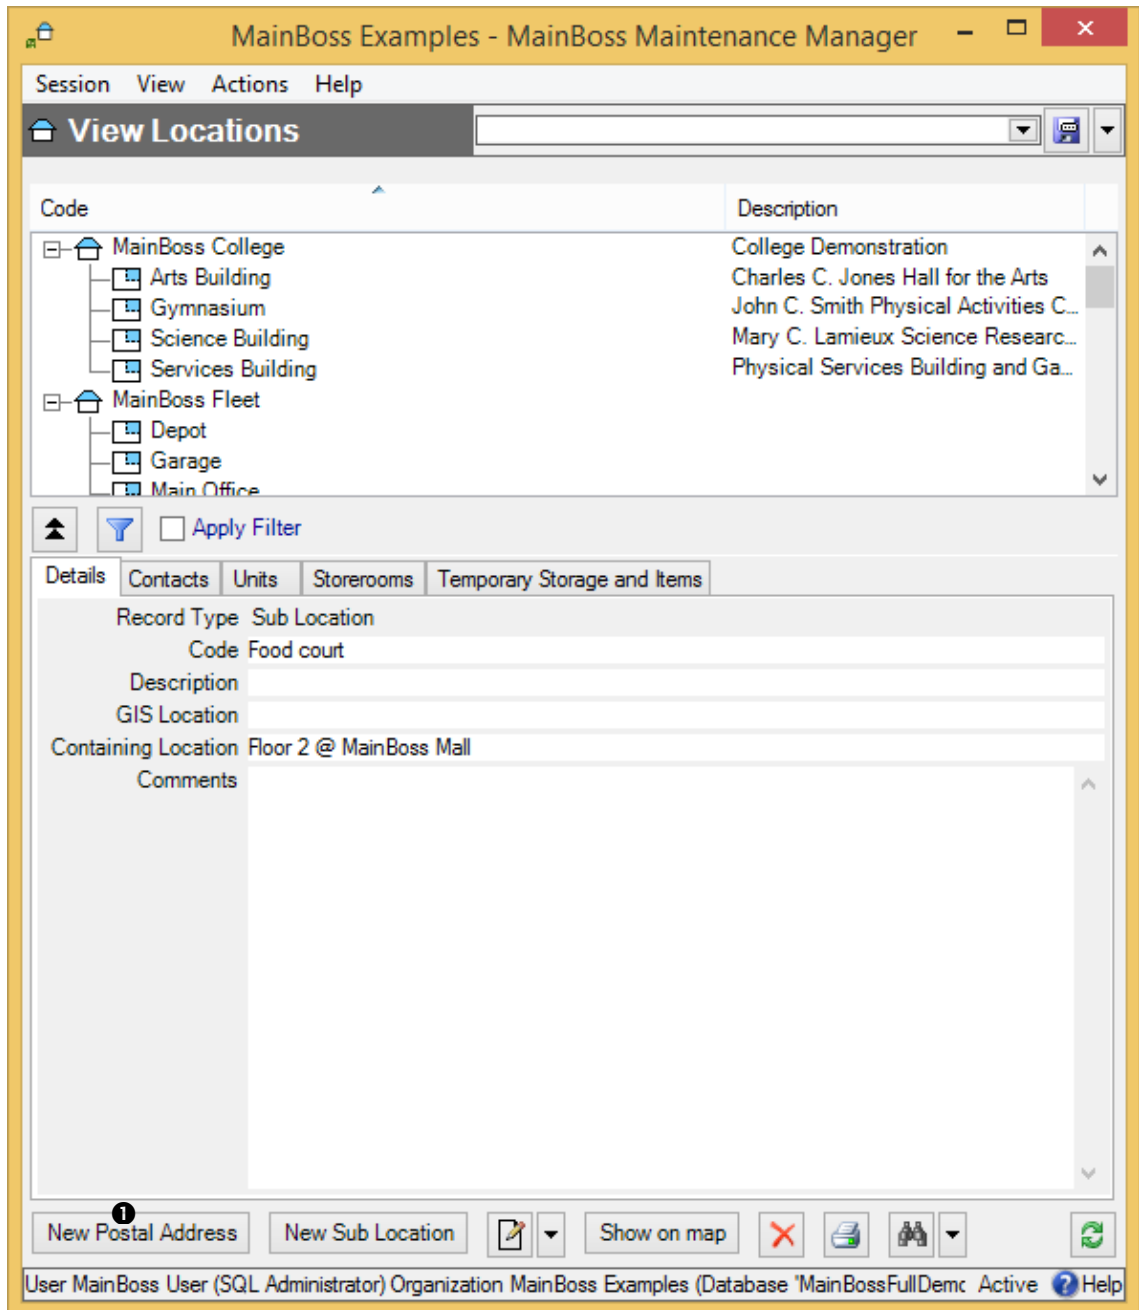 MainBoss Examples - MainBoss Maintenance Manager
Session View Actions Help
View Locations
Code Description
MainBoss College College Demonstration
Arts Building Charles C. Jones Hall for the Arts
Gymnasium John C. Smith Physical Activities C...
Science Building Mary C. Lamieux Science Researc...
Services Building Physical Services Building and Ga...
MainBoss Fleet
Depot
Garage
Main Office
Apply Filter
Details Contacts Units Storerooms Temporary Storage and Items
Record Type Sub Location
Code Food court
Description
GIS Location
Containing Location Floor 2 @ MainBoss Mall
Comments
❶
New Postal Address New Sub Location Show on map
User MainBoss User (SQL Administrator) Organization MainBoss Examples (Database 'MainBossFullDemo Active Help